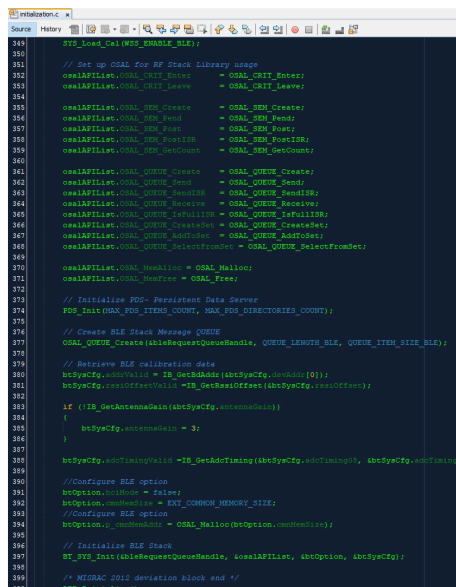 initialization.c x
Source History
349 SYS_Load_Cal(WSS_ENABLE_BLE);
350
351 // Set up OSAL for RF Stack Library usage
352 osalAPIList.OSAL_CRIT_Enter = OSAL_CRIT_Enter;
353 osalAPIList.OSAL_CRIT_Leave = OSAL_CRIT_Leave;
354
355 osalAPIList.OSAL_SEM_Create = OSAL_SEM_Create;
356 osalAPIList.OSAL_SEM_Pend = OSAL_SEM_Pend;
357 osalAPIList.OSAL_SEM_Post = OSAL_SEM_Post;
358 osalAPIList.OSAL_SEM_PostISR = OSAL_SEM_PostISR;
359 osalAPIList.OSAL_SEM_GetCount = OSAL_SEM_GetCount;
360
361 osalAPIList.OSAL_QUEUE_Create = OSAL_QUEUE_Create;
362 osalAPIList.OSAL_QUEUE_Send = OSAL_QUEUE_Send;
363 osalAPIList.OSAL_QUEUE_SendISR = OSAL_QUEUE_SendISR;
364 osalAPIList.OSAL_QUEUE_Receive = OSAL_QUEUE_Receive;
365 osalAPIList.OSAL_QUEUE_IsFullISR = OSAL_QUEUE_IsFullISR;
366 osalAPIList.OSAL_QUEUE_CreateSet = OSAL_QUEUE_CreateSet;
367 osalAPIList.OSAL_QUEUE_AddToSet = OSAL_QUEUE_AddToSet;
368 osalAPIList.OSAL_QUEUE_SelectFromSet = OSAL_QUEUE_SelectFromSet;
369
370 osalAPIList.OSAL_MemAlloc = OSAL_Malloc;
371 osalAPIList.OSAL_MemFree = OSAL_Free;
372
373 // Initialize PDS- Persistent Data Server
374 PDS_Init(MAX_PDS_ITEMS_COUNT, MAX_PDS_DIRECTORIES_COUNT);
375
376 // Create BLE Stack Message QUEUE
377 OSAL_QUEUE_Create(&bleRequestQueueHandle, QUEUE_LENGTH_BLE, QUEUE_ITEM_SIZE_BLE);
378
379 // Retrieve BLE calibration data
380 btSysCfg.addrValid = IB_GetBdAddr(&btSysCfg.devAddr[0]);
381 btSysCfg.rssiOffsetValid =IB_GetRssiOffset(&btSysCfg.rssiOffset);
382
383 if (!IB_GetAntennaGain(&btSysCfg.antennaGain))
384 {
385 btSysCfg.antennaGain = 3;
386 }
387
388 btSysCfg.adcTimingValid =IB_GetAdcTiming(&btSysCfg.adcTiming08, &btSysCfg.adcTiming
389
390 //Configure BLE option
391 btOption.hciMode = false;
392 btOption.cmnMemSize = EXT_COMMON_MEMORY_SIZE;
393 //Configure BLE option
394 btOption.p_cmnMemAddr = OSAL_Malloc(btOption.cmnMemSize);
395
396 // Initialize BLE Stack
397 BT_SYS_Init(&bleRequestQueueHandle, &osalAPIList, &btOption, &btSysCfg);
398
399 /* MISRAC 2012 deviation block end */